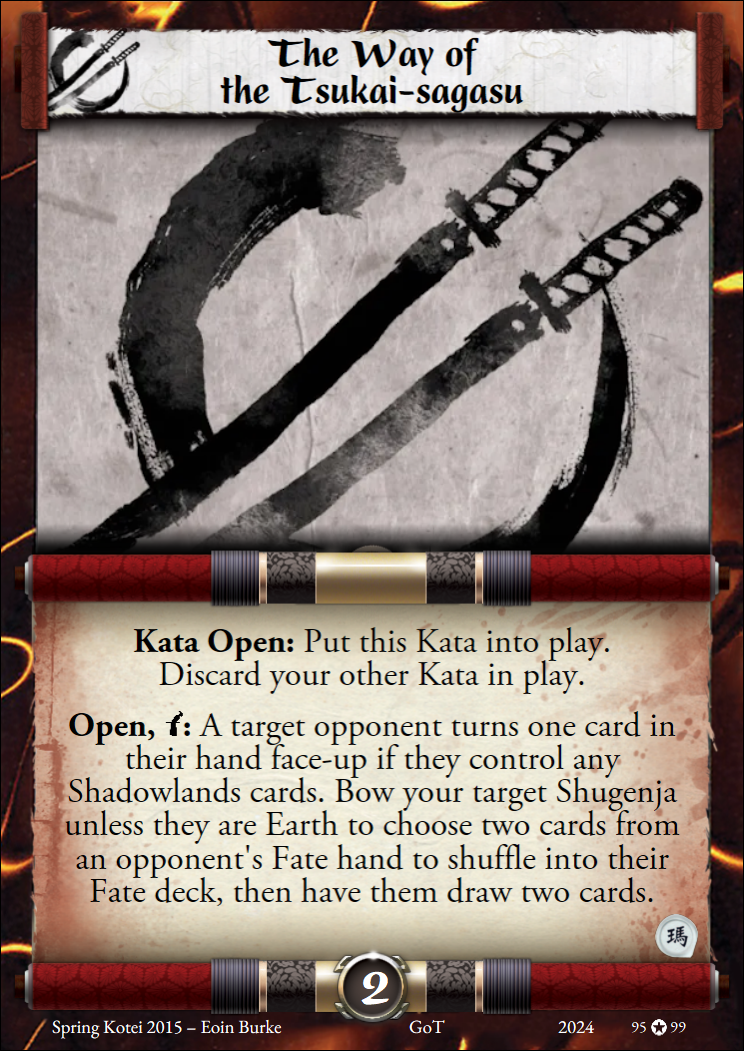 The Way of
the Tsukai-sagasu
Kata Open: Put this Kata into play.
Discard your other Kata in play.
Open, : A target opponent turns one card in
their hand face-up if they control any
Shadowlands cards. Bow your target Shugenja
unless they are Earth to choose two cards from
an opponent's Fate hand to shuffle into their
Fate deck, then have them draw two cards.
瑪
2
Spring Kotei 2015 – Eoin Burke GoT 2024 95 ✪ 99